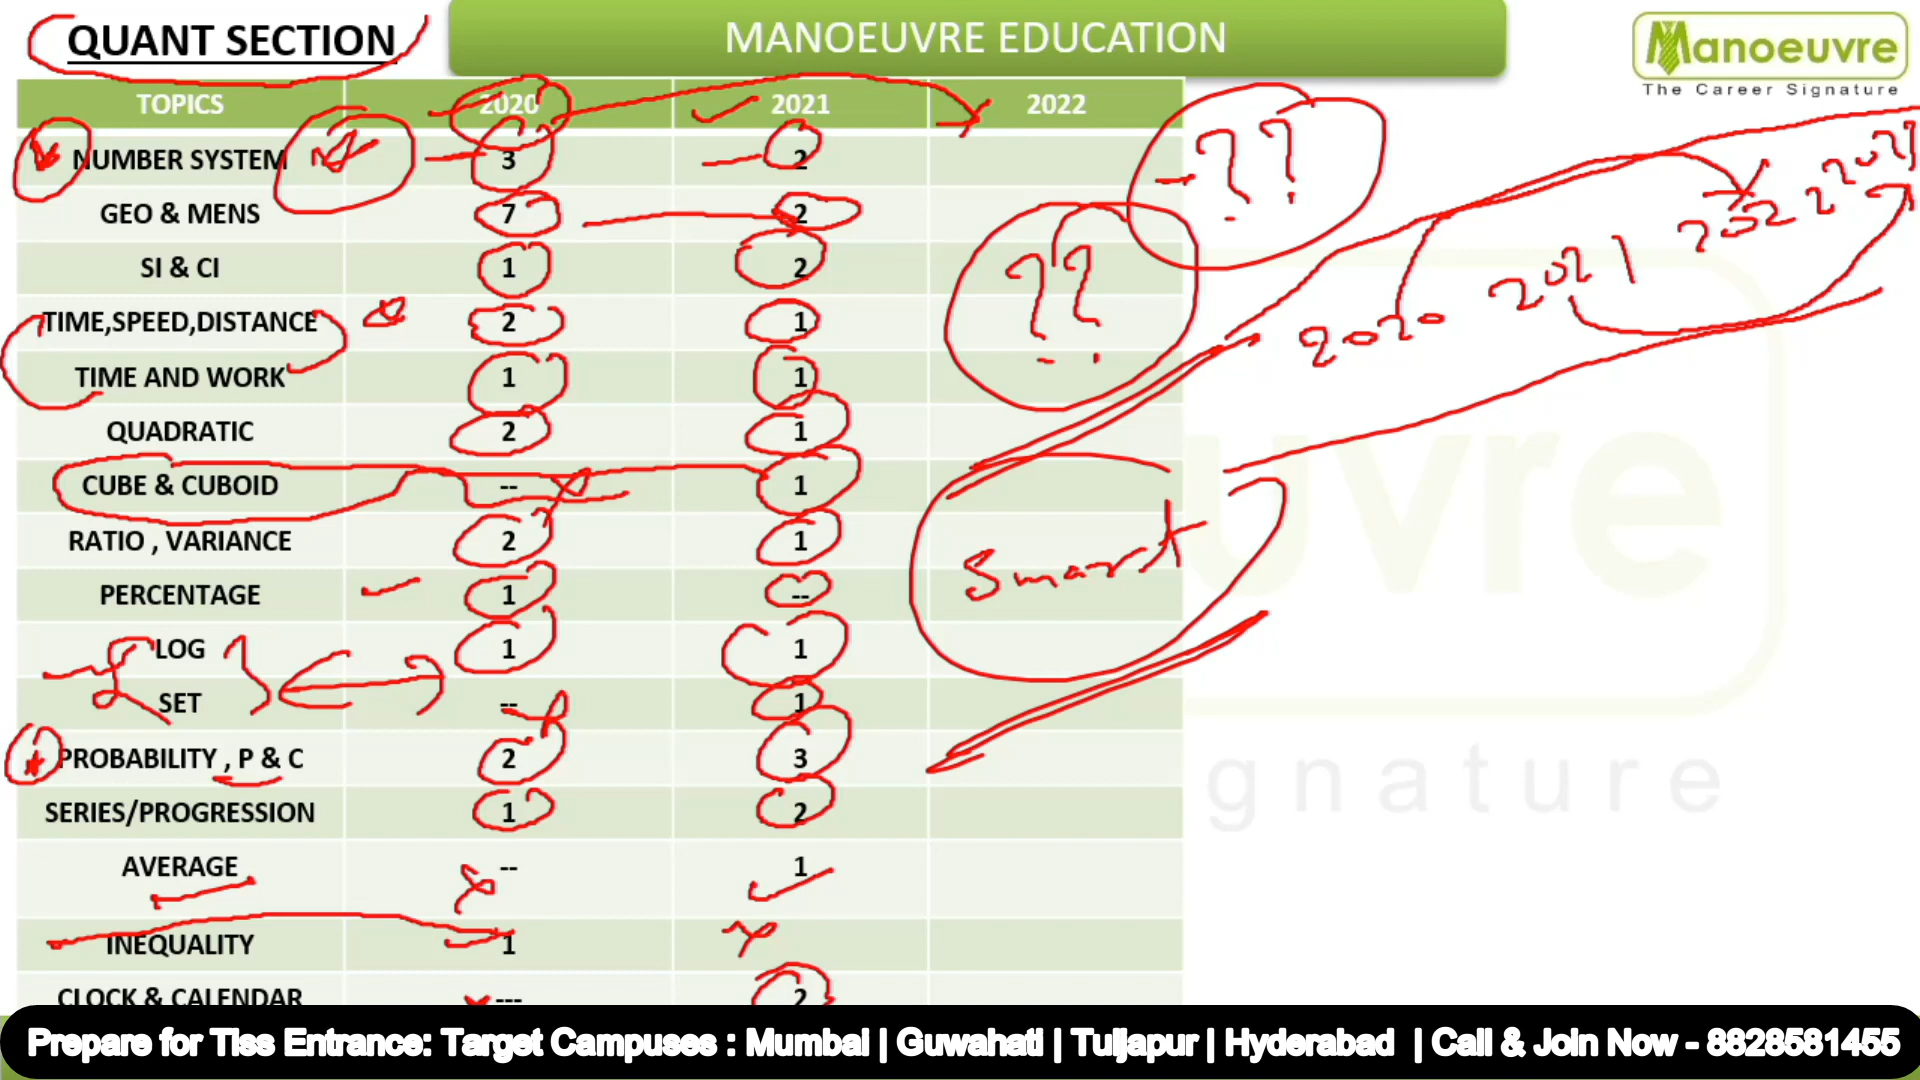 QUANT SECTION
MANOEUVRE EDUCATION
Manoeuvre
The Career Signature
TOPICS 2020 2021 2022
NUMBER SYSTEM 3 2
GEO & MENS 7 2
SI & CI 1 2
TIME,SPEED,DISTANCE 2 1
TIME AND WORK 1 1
QUADRATIC 2 1
CUBE & CUBOID -- 1
RATIO , VARIANCE 2 1
PERCENTAGE 1 --
LOG 1 1
SET -- 1
PROBABILITY , P & C 2 3
SERIES/PROGRESSION 1 2
AVERAGE -- 1
INEQUALITY 1
CLOCK & CALENDAR --- 2
??
??
2020 2021 2022
Smart
uvre
gnature
Prepare for TIss Entrance: Target Campuses : Mumbai | Guwahati | Tuljapur | Hyderabad | Call & Join Now - 8828581455